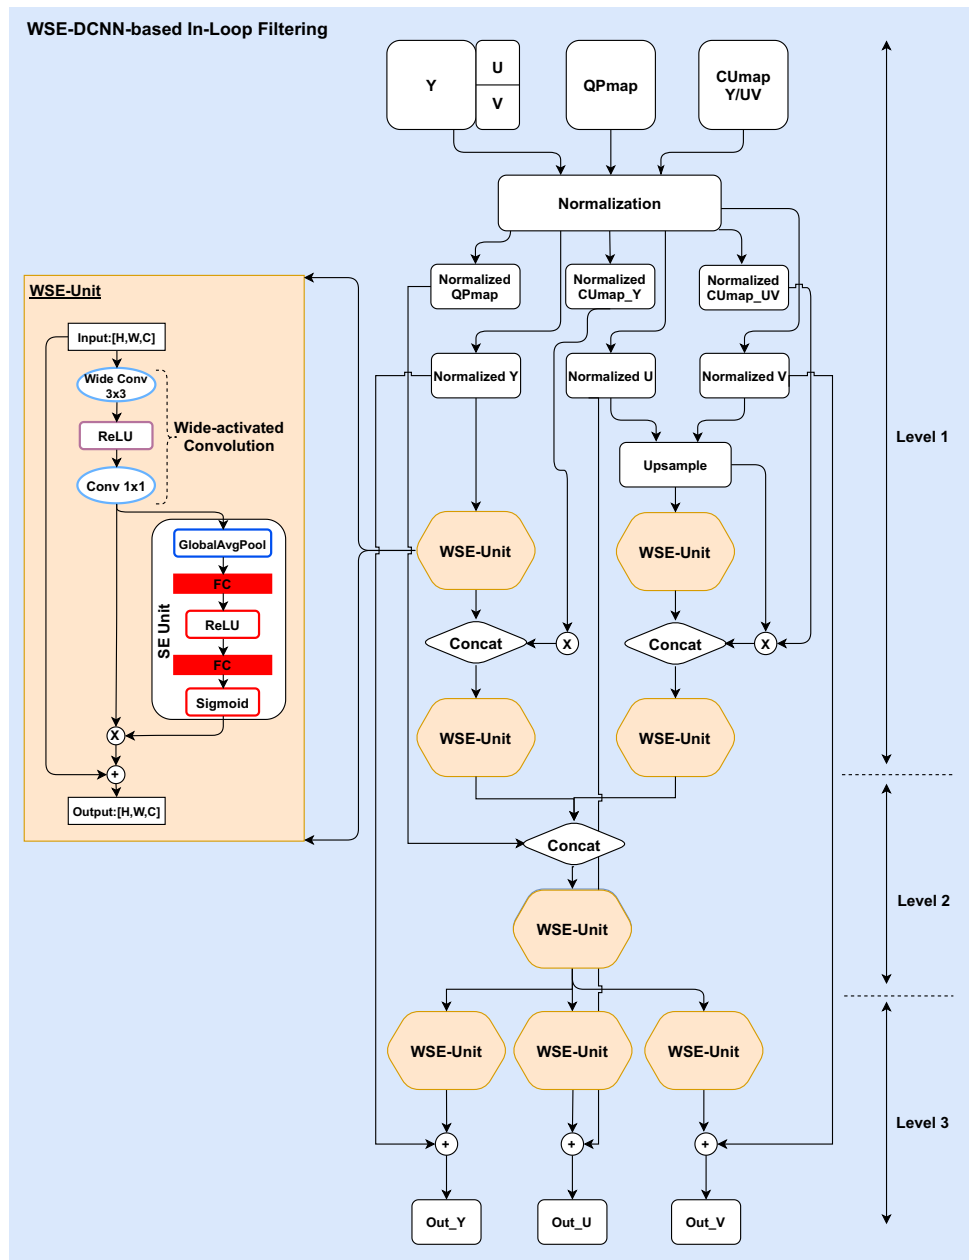 WSE-DCNN-based In-Loop Filtering
Y
U
V
QPmap
CUmap
Y/UV
Normalization
Normalized
QPmap
Normalized
CUmap_Y
Normalized
CUmap_UV
Normalized Y
Normalized U
Normalized V
Upsample
WSE-Unit
WSE-Unit
Concat
X
Concat
X
WSE-Unit
WSE-Unit
Level 1
WSE-Unit
Input:[H,W,C]
Wide Conv
3x3
ReLU
Conv 1x1
Wide-activated
Convolution
SE Unit
GlobalAvgPool
FC
ReLU
FC
Sigmoid
X
+
Output:[H,W,C]
Concat
WSE-Unit
Level 2
WSE-Unit
WSE-Unit
WSE-Unit
+
+
+
Level 3
Out_Y
Out_U
Out_V